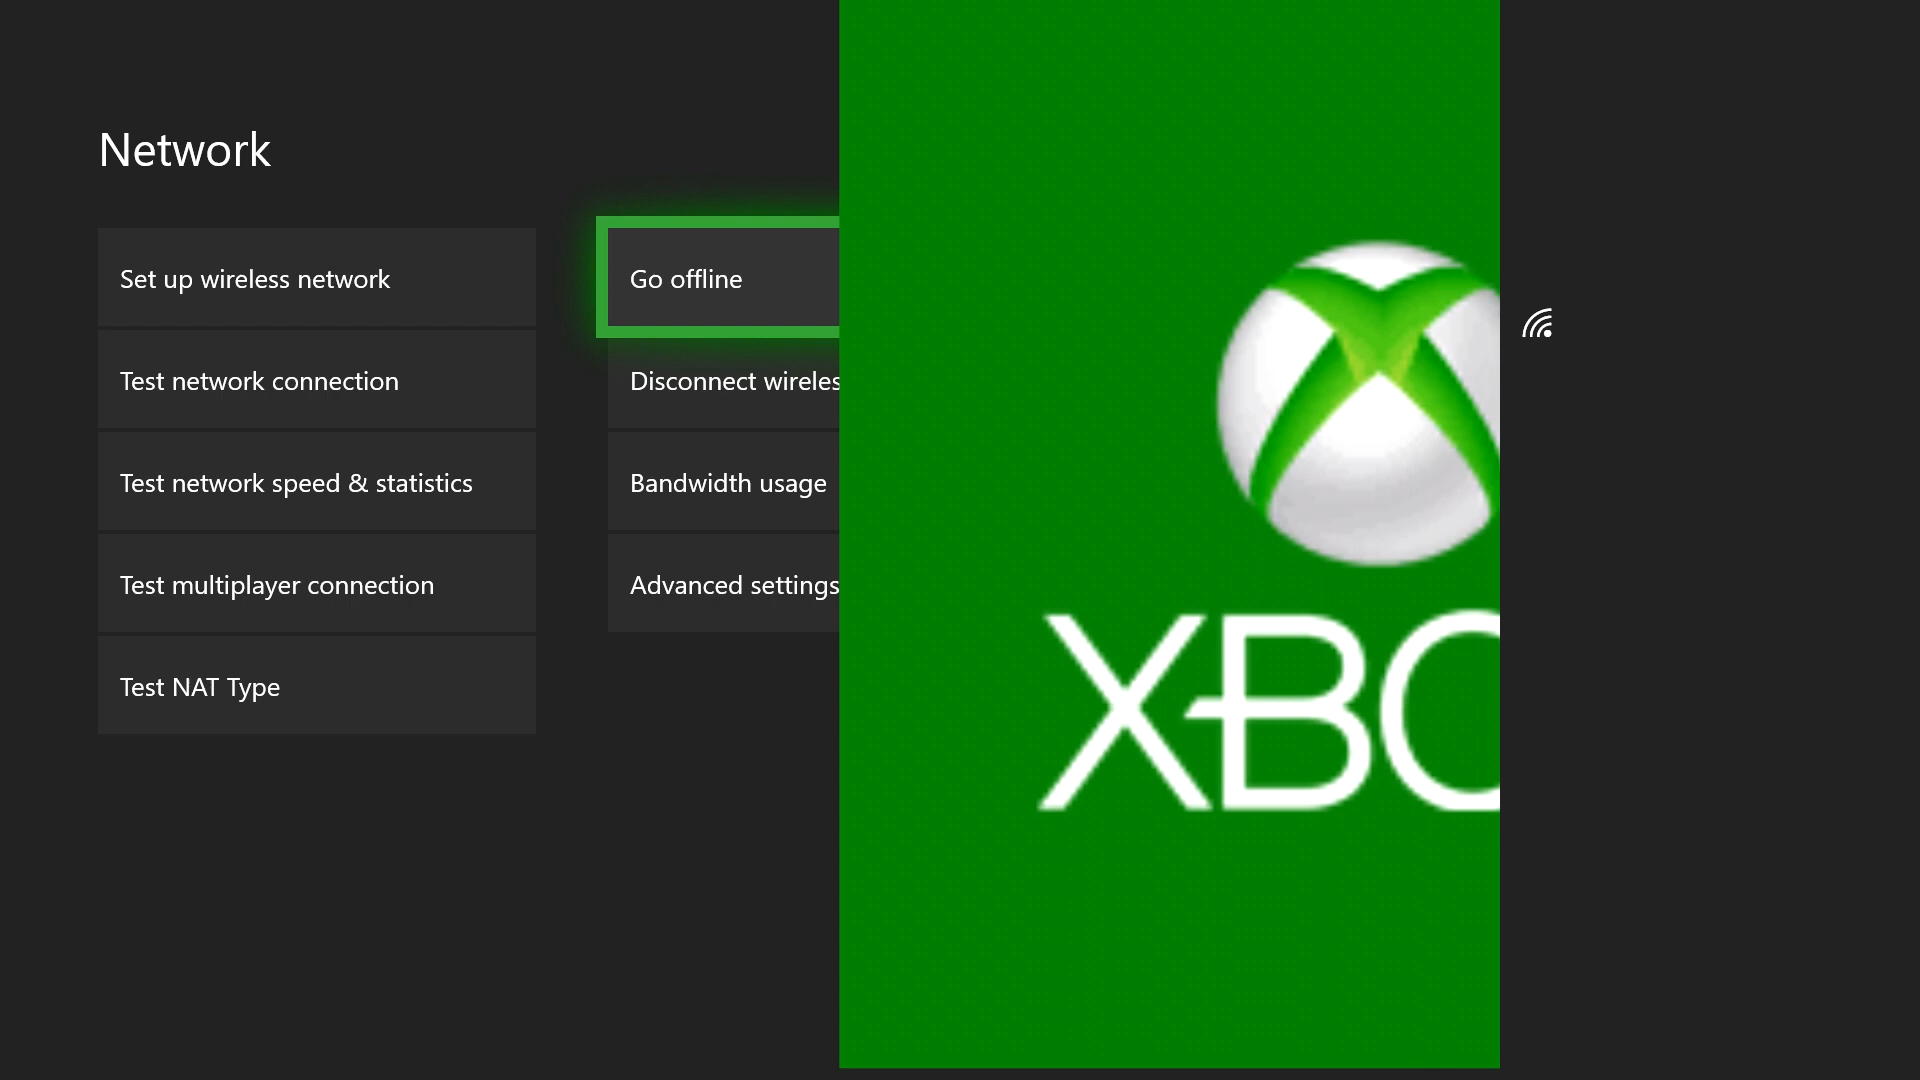 Network
Set up wireless network
Test network connection
Test network speed & statistics
Test multiplayer connection
Test NAT Type
Go offline
Disconnect wireles
Bandwidth usage
Advanced settings
XBO